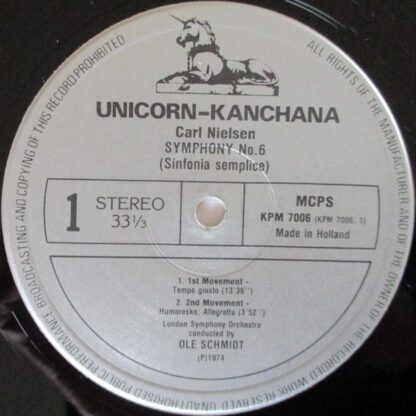 UNICORN-KANCHANA
Carl Nielsen
SYMPHONY No.6
(Sinfonia semplice)
1
STEREO
33⅓
MCPS
KPM 7006 (KPM 7006. 1)
Made in Holland
1. 1st Movement -
Tempo giusto (13'36'')
2. 2nd Movement -
Humoreske; Allegretto (3'52'')
London Symphony Orchestra
conducted by
OLE SCHMIDT
(P)1974
ALL RIGHTS OF THE MANUFACTURER AND OF THE OWNER OF THE RECORDED WORK RESERVED UNAUTHORISED PUBLIC PERFORMANCE BROADCASTING AND COPYING OF THIS RECORD PROHIBITED